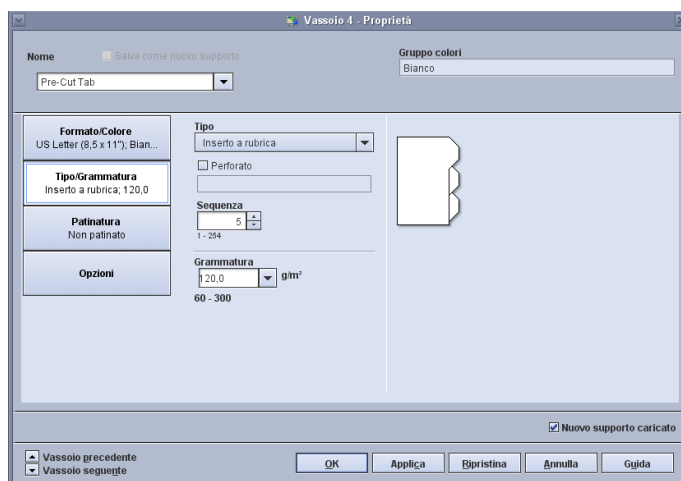 Vassoio 4 - Proprietà
Nome
Salva come nuovo supporto
Gruppo colori
Pre-Cut Tab
Bianco
Formato/Colore
US Letter (8,5 x 11"); Bian...
Tipo/Grammatura
Inserto a rubrica; 120,0
Patinatura
Non patinato
Opzioni
Tipo
Inserto a rubrica
Perforato
Sequenza
5
1 - 254
Grammatura
120,0 g/m²
60 - 300
Nuovo supporto caricato
Vassoio precedente
Vassoio seguente
OK
Applica
Ripristina
Annulla
Guida